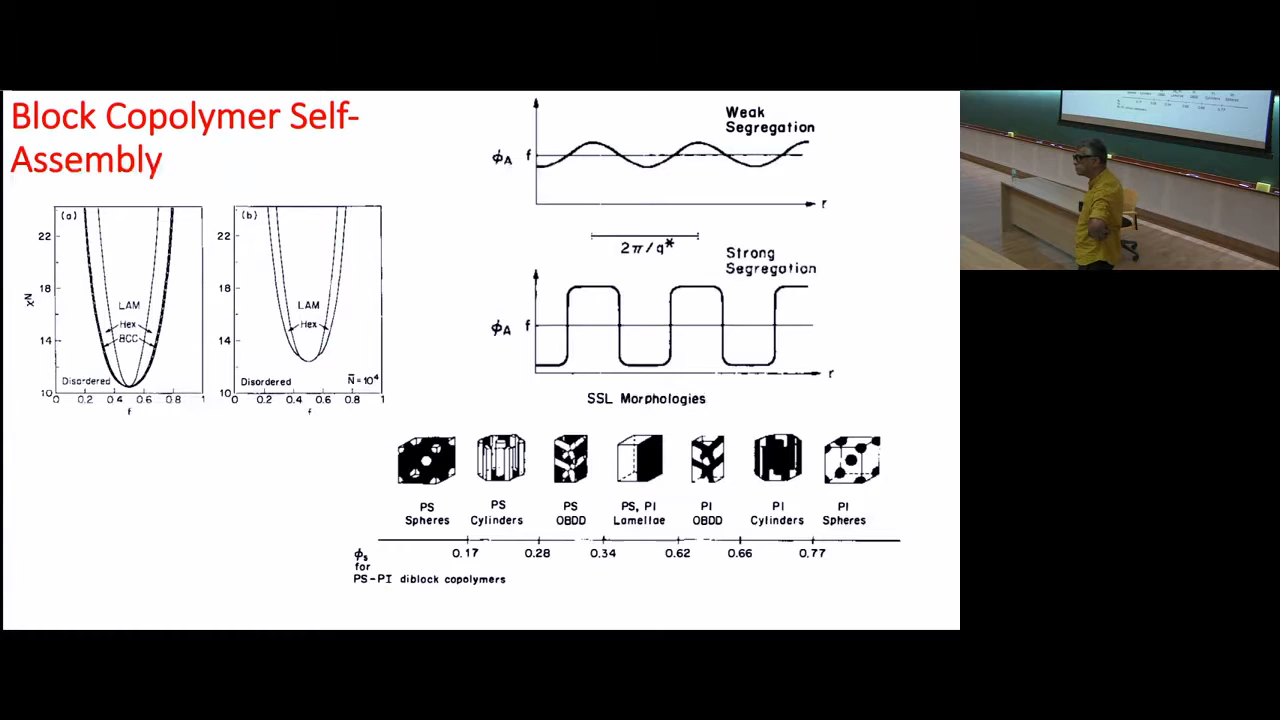 Block Copolymer Self-
Assembly
(a)
22
18
14
10
χN
LAM
Hex
BCC
Disordered
0 0.2 0.4 0.6 0.8 1
f
(b)
22
18
14
10
LAM
Hex
Disordered
N̄ = 10⁴
0 0.2 0.4 0.6 0.8 1
f
Weak
Segregation
ϕA f
r
2π/q*
Strong
Segregation
ϕA f
r
SSL Morphologies
PS
Spheres
PS
Cylinders
PS
OBDD
PS, PI
Lamellae
PI
OBDD
PI
Cylinders
PI
Spheres
0.17 0.28 0.34 0.62 0.66 0.77
ϕs
for
PS-PI diblock copolymers